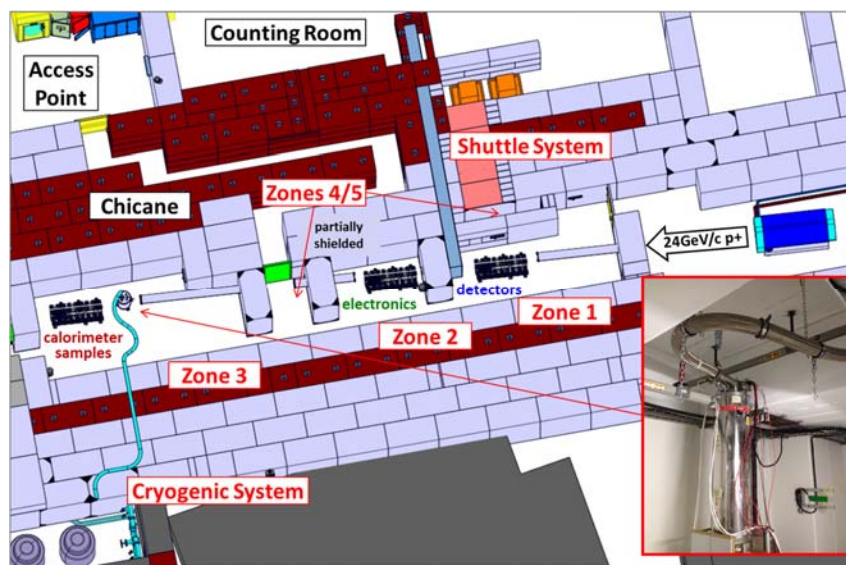 Counting Room
Access
Point
Shuttle System
Zones 4/5
Chicane
partially
shielded
24GeV/c p+
electronics
detectors
Zone 1
calorimeter
samples
Zone 2
Zone 3
Cryogenic System